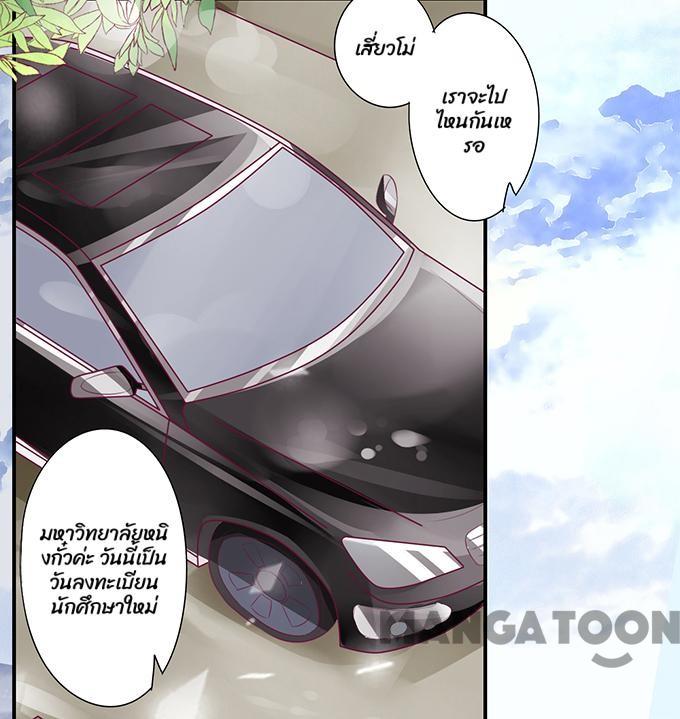 เสี่ยวโม่
เราจะไป
ไหนกันเห
รอ
มหาวิทยาลัยหนิ
งกั๋วค่ะ วันนี้เป็น
วันลงทะเบียน
นักศึกษาใหม่
MANGATOON